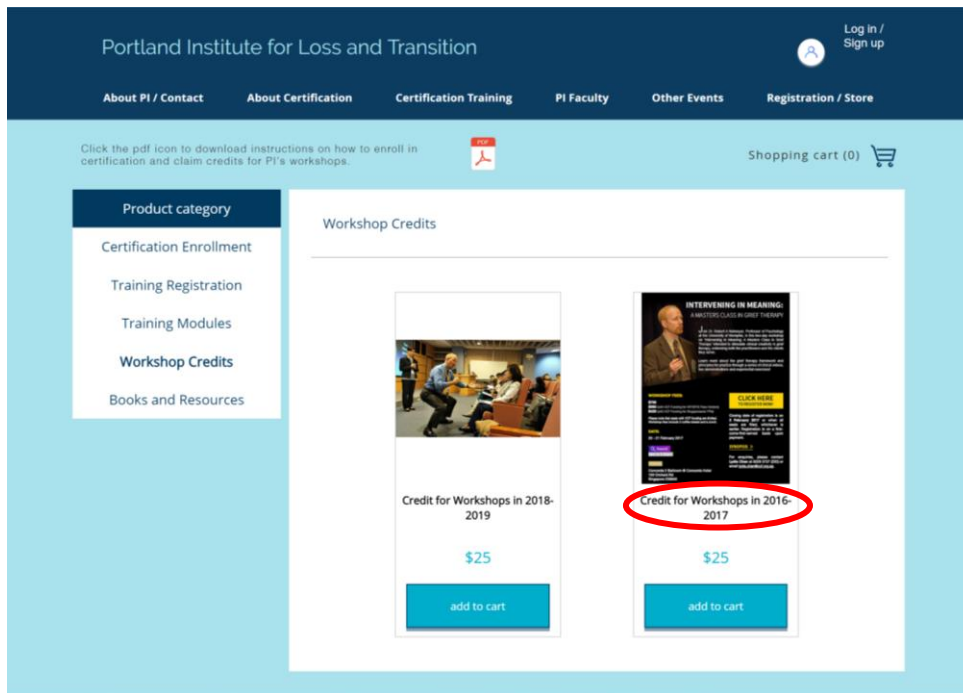 Portland Institute for Loss and Transition
Log in /
Sign up
About PI / Contact
About Certification
Certification Training
PI Faculty
Other Events
Registration / Store
Click the pdf icon to download instructions on how to enroll in
certification and claim credits for PI's workshops.
PDF
Shopping cart (0)
Product category
Certification Enrollment
Training Registration
Training Modules
Workshop Credits
Books and Resources
Workshop Credits
INTERVENING IN MEANING:
A MASTERS CLASS IN GRIEF THERAPY
CLICK HERE
Credit for Workshops in 2018-
2019
$25
add to cart
Credit for Workshops in 2016-
2017
$25
add to cart